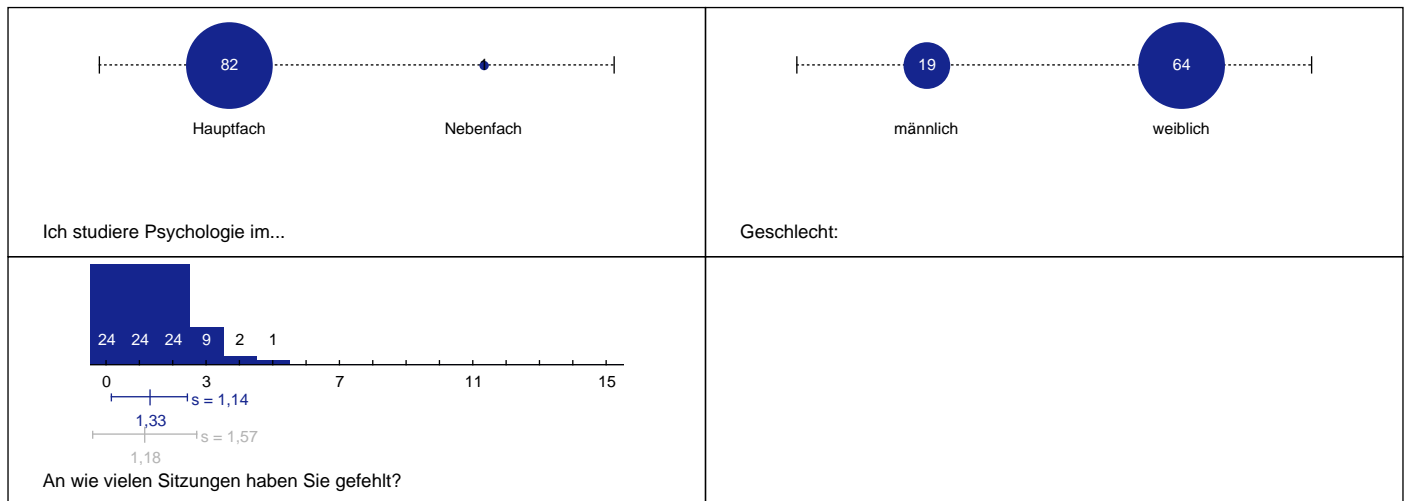 82
1
Hauptfach Nebenfach
Ich studiere Psychologie im...
19 64
männlich weiblich
Geschlecht:
24 24 24 9 2 1
0 3 7 11 15
s = 1,14
1,33
s = 1,57
1,18
An wie vielen Sitzungen haben Sie gefehlt?